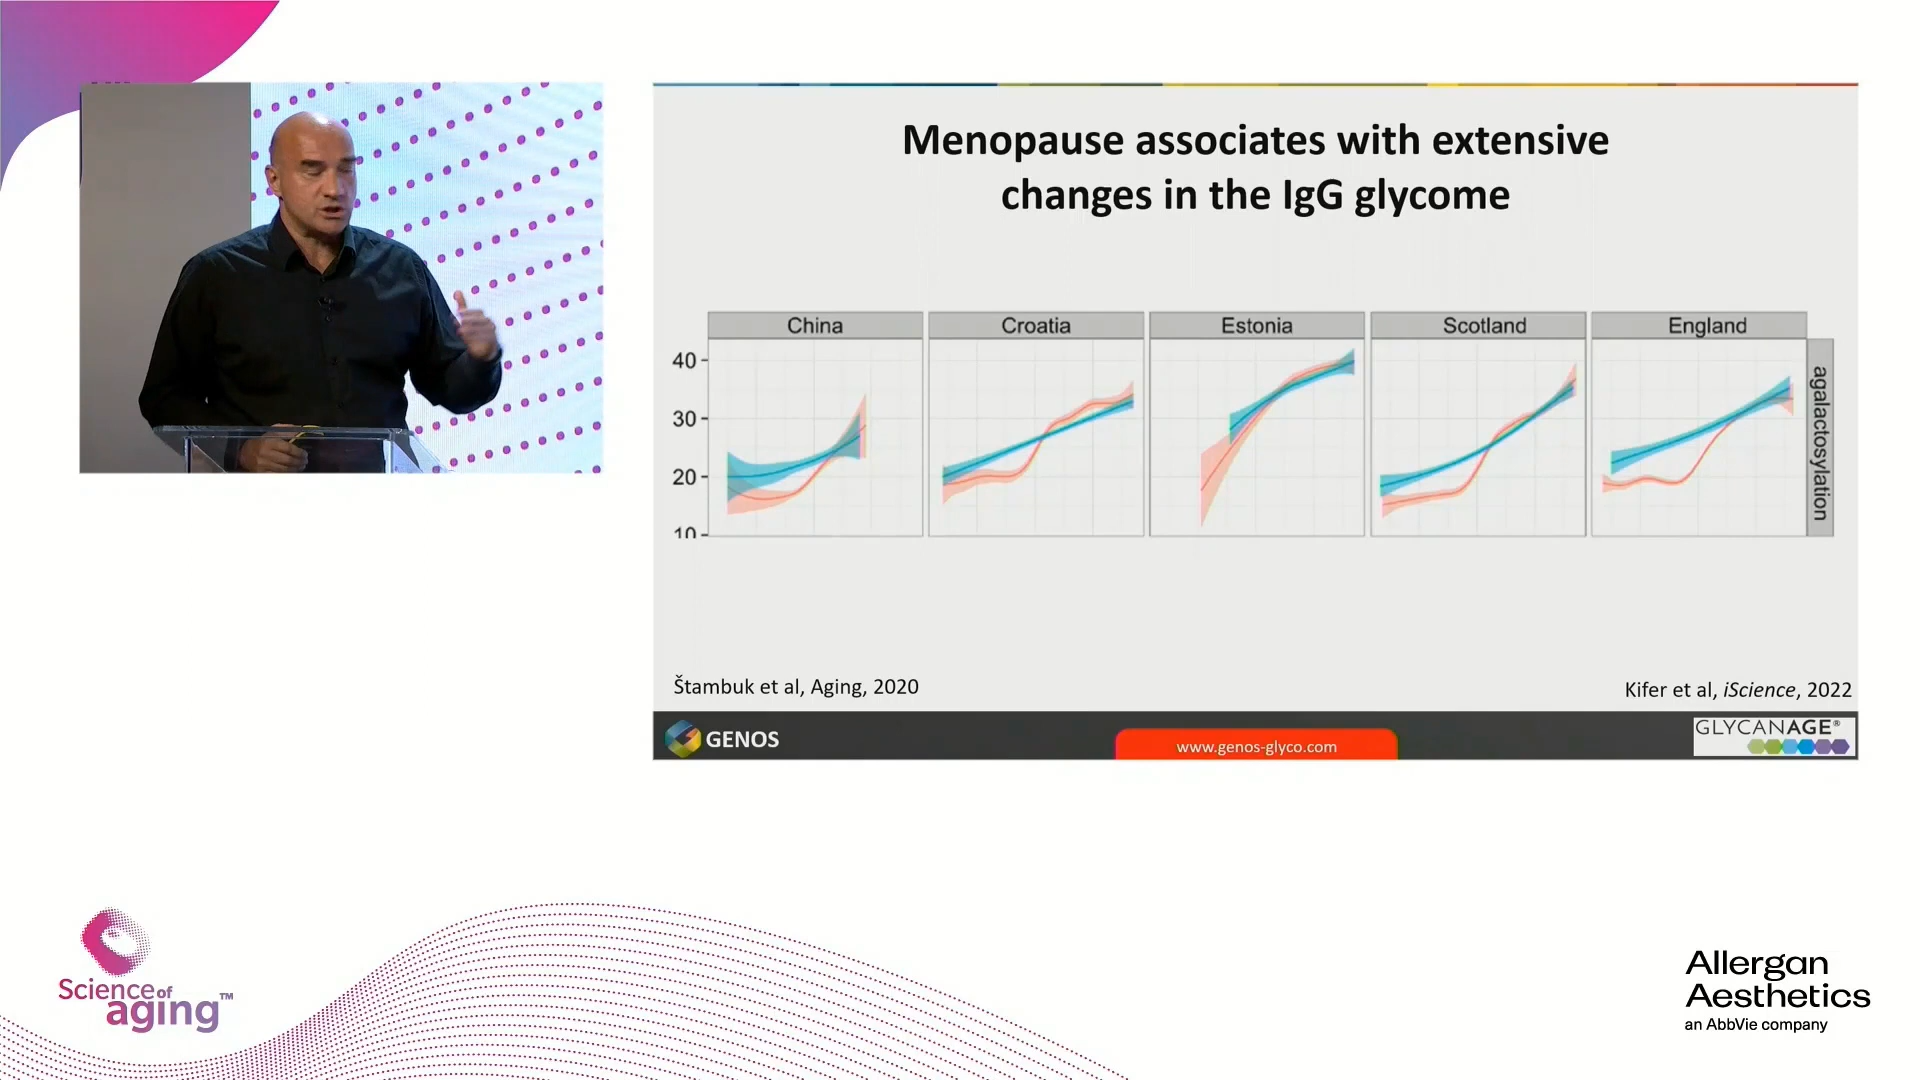 Menopause associates with extensive
changes in the IgG glycome
China
Croatia
Estonia
Scotland
England
40
30
20
10
agalactosylation
Štambuk et al, Aging, 2020
Kifer et al, iScience, 2022
GENOS
www.genos-glyco.com
GLYCANAGE®
Science of
aging™
Allergan
Aesthetics
an AbbVie company